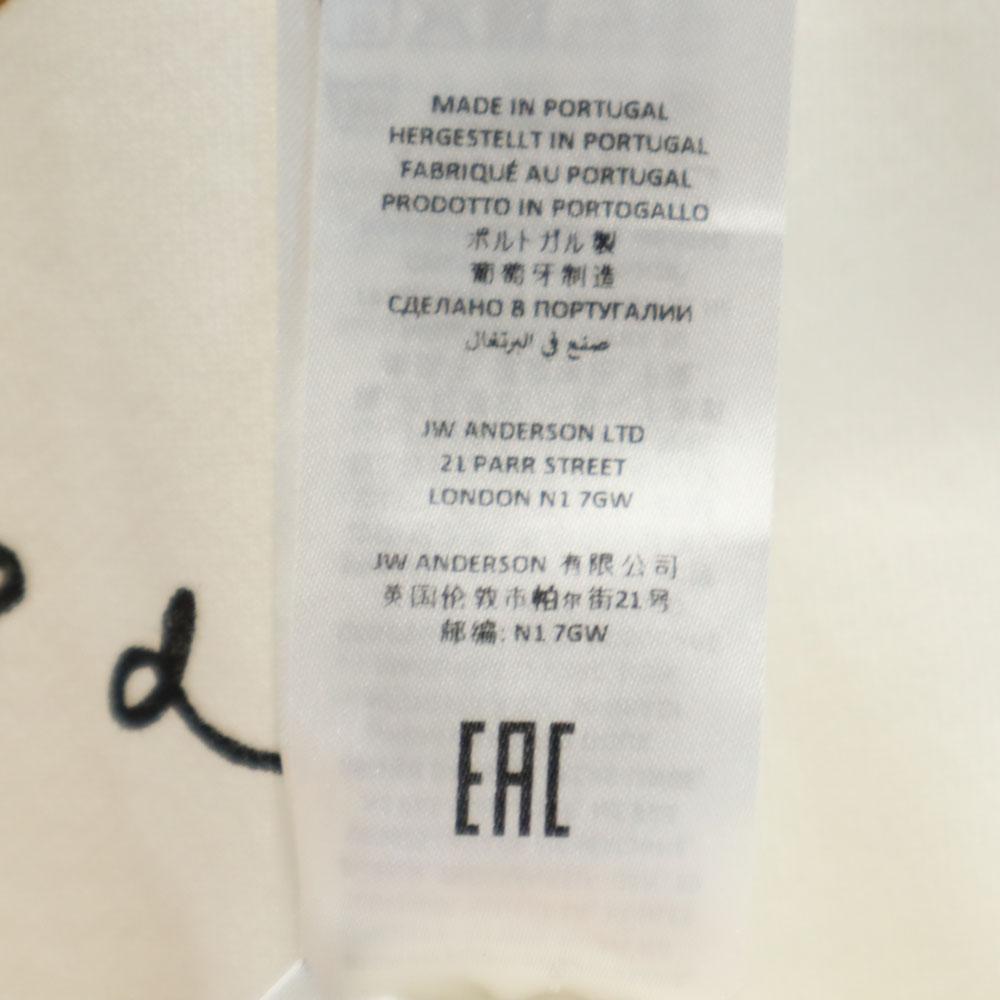 MADE IN PORTUGAL
HERGESTELLT IN PORTUGAL
FABRIQUÉ AU PORTUGAL
PRODOTTO IN PORTOGALLO
ポルトガル製
葡萄牙制造
СДЕЛАНО В ПОРТУГАЛИИ
صنع في البرتغال
JW ANDERSON LTD
21 PARR STREET
LONDON N1 7GW
JW ANDERSON 有限公司
英国伦敦市帕尔街21号
邮编: N1 7GW
EAC
d